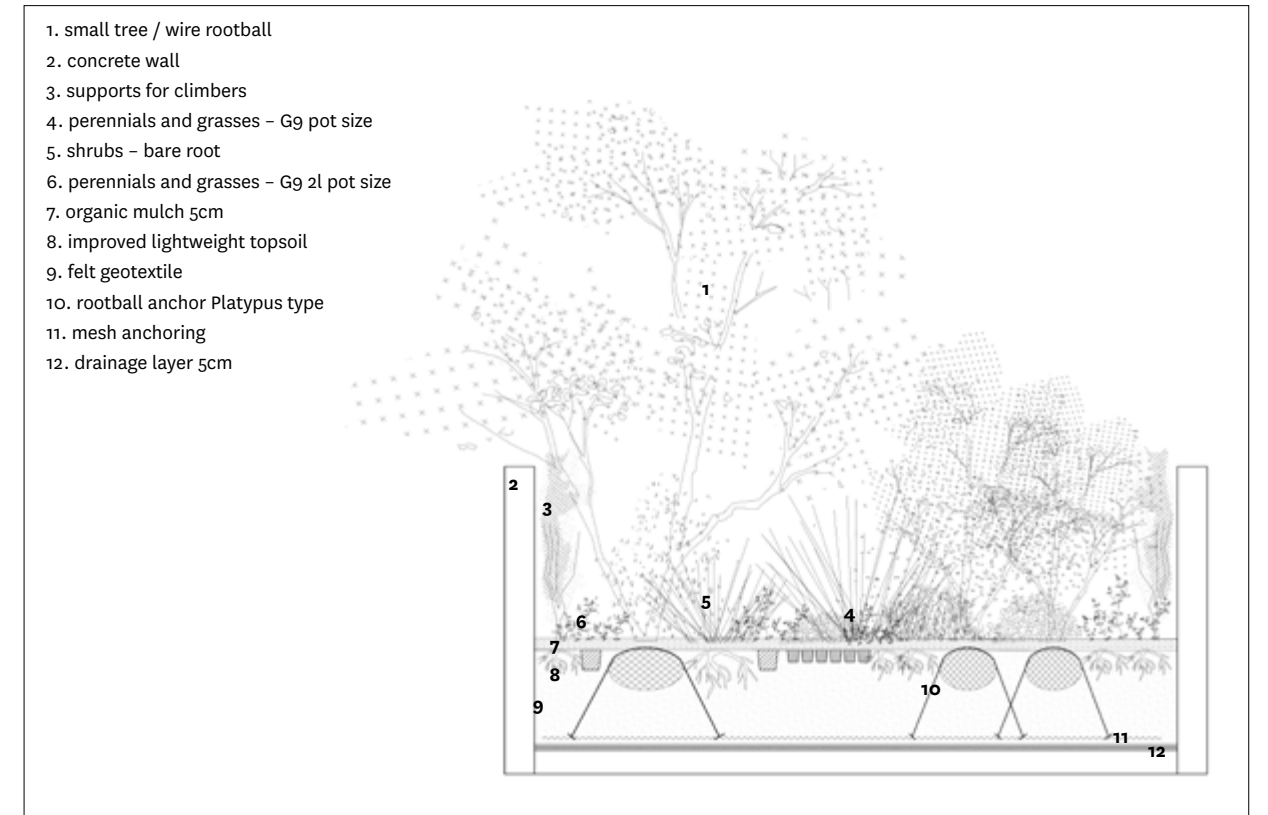 1. small tree / wire rootball
2. concrete wall
3. supports for climbers
4. perennials and grasses – G9 pot size
5. shrubs – bare root
6. perennials and grasses – G9 2l pot size
7. organic mulch 5cm
8. improved lightweight topsoil
9. felt geotextile
10. rootball anchor Platypus type
11. mesh anchoring
12. drainage layer 5cm
1
2
3
5
4
6
7
8
10
9
11
12